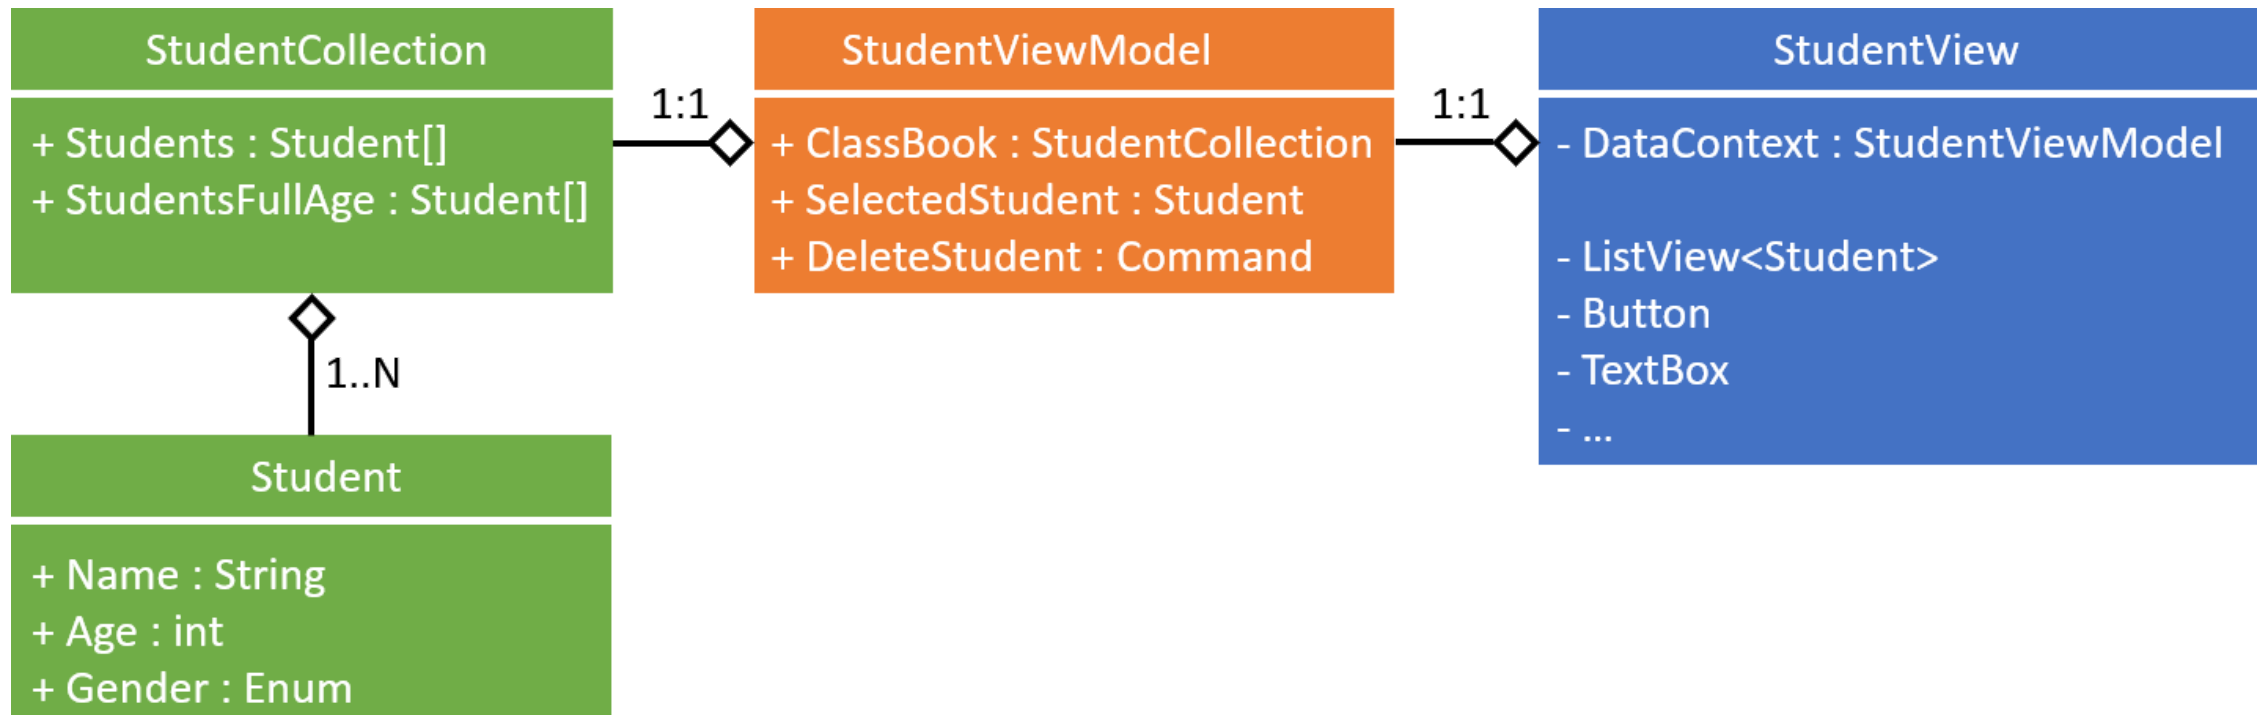 StudentCollection
+ Students : Student[]
+ StudentsFullAge : Student[]
1:1
StudentViewModel
+ ClassBook : StudentCollection
+ SelectedStudent : Student
+ DeleteStudent : Command
1:1
StudentView
- DataContext : StudentViewModel
- ListView<Student>
- Button
- TextBox
- ...
1..N
Student
+ Name : String
+ Age : int
+ Gender : Enum